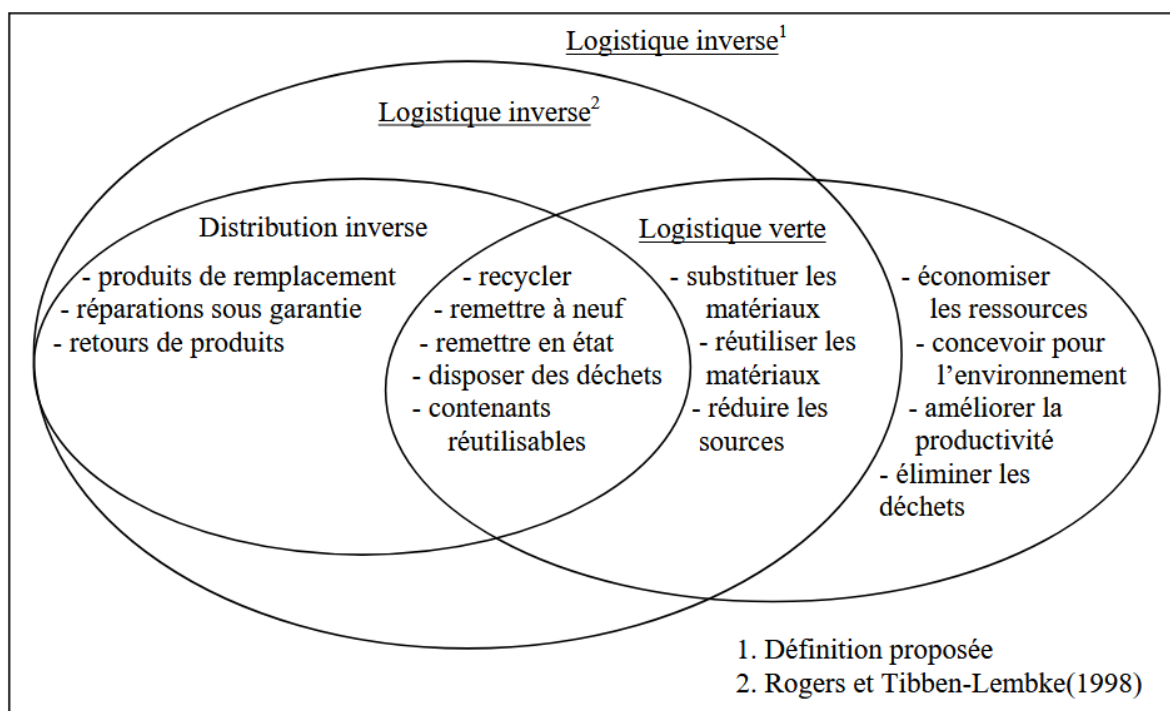 Logistique inverse1
Logistique inverse2
Distribution inverse
- produits de remplacement
- réparations sous garantie
- retours de produits
- recycler
- remettre à neuf
- remettre en état
- disposer des déchets
- contenants
réutilisables
Logistique verte
- substituer les
matériaux
- réutiliser les
matériaux
- réduire les
sources
- économiser
les ressources
- concevoir pour
l’environnement
- améliorer la
productivité
- éliminer les
déchets
1. Définition proposée
2. Rogers et Tibben-Lembke(1998)